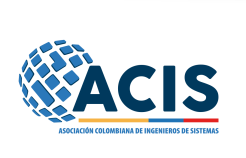 ACIS
ASOCIACIÓN COLOMBIANA DE INGENIEROS DE SISTEMAS